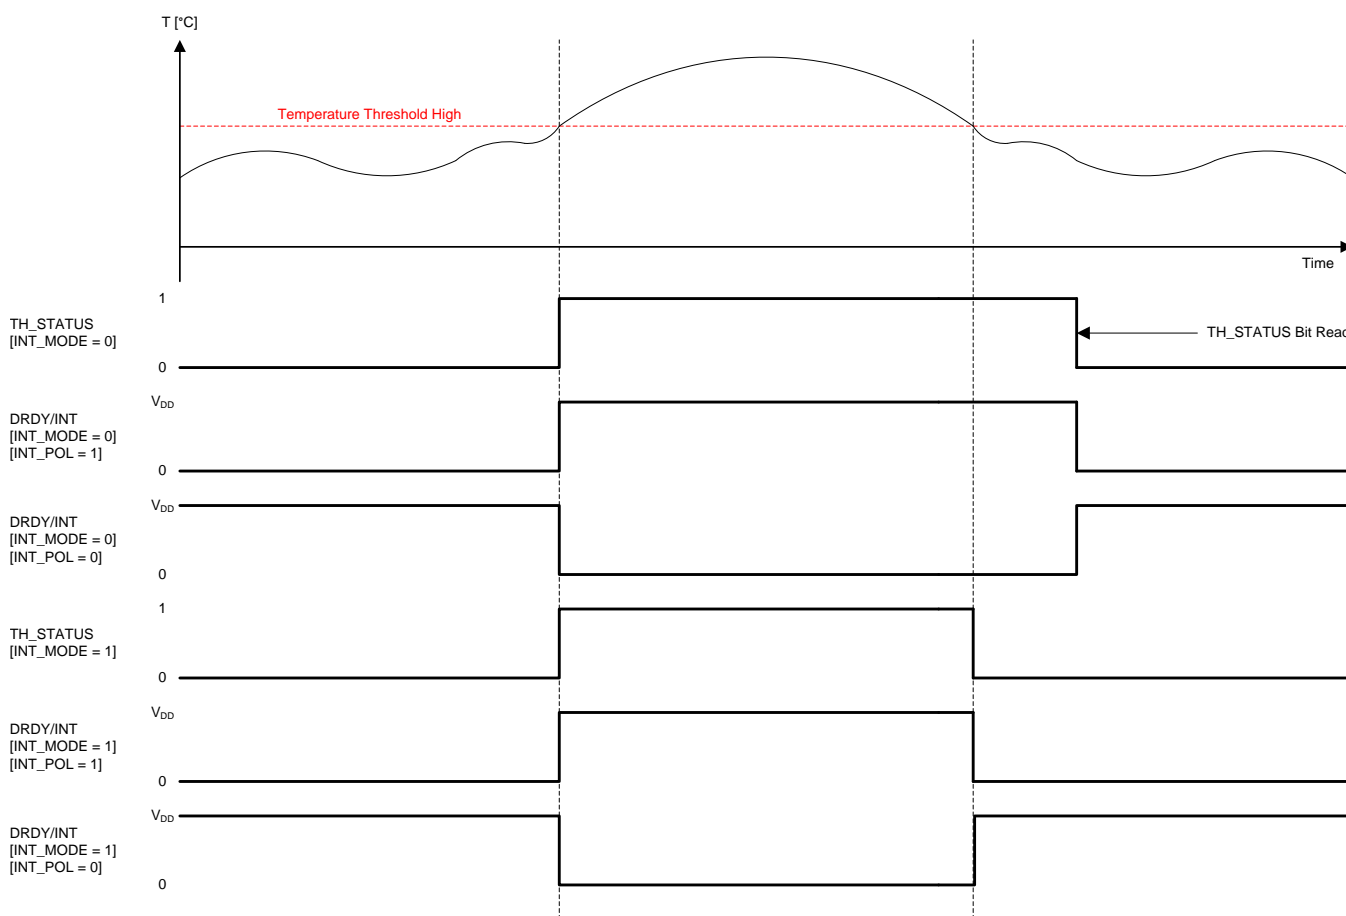 T [°C]
Temperature Threshold High
Time
1
TH_STATUS
[INT_MODE = 0]
TH_STATUS Bit Read
0
VDD
DRDY/INT
[INT_MODE = 0]
[INT_POL = 1]
0
VDD
DRDY/INT
[INT_MODE = 0]
[INT_POL = 0]
0
1
TH_STATUS
[INT_MODE = 1]
0
VDD
DRDY/INT
[INT_MODE = 1]
[INT_POL = 1]
0
VDD
DRDY/INT
[INT_MODE = 1]
[INT_POL = 0]
0